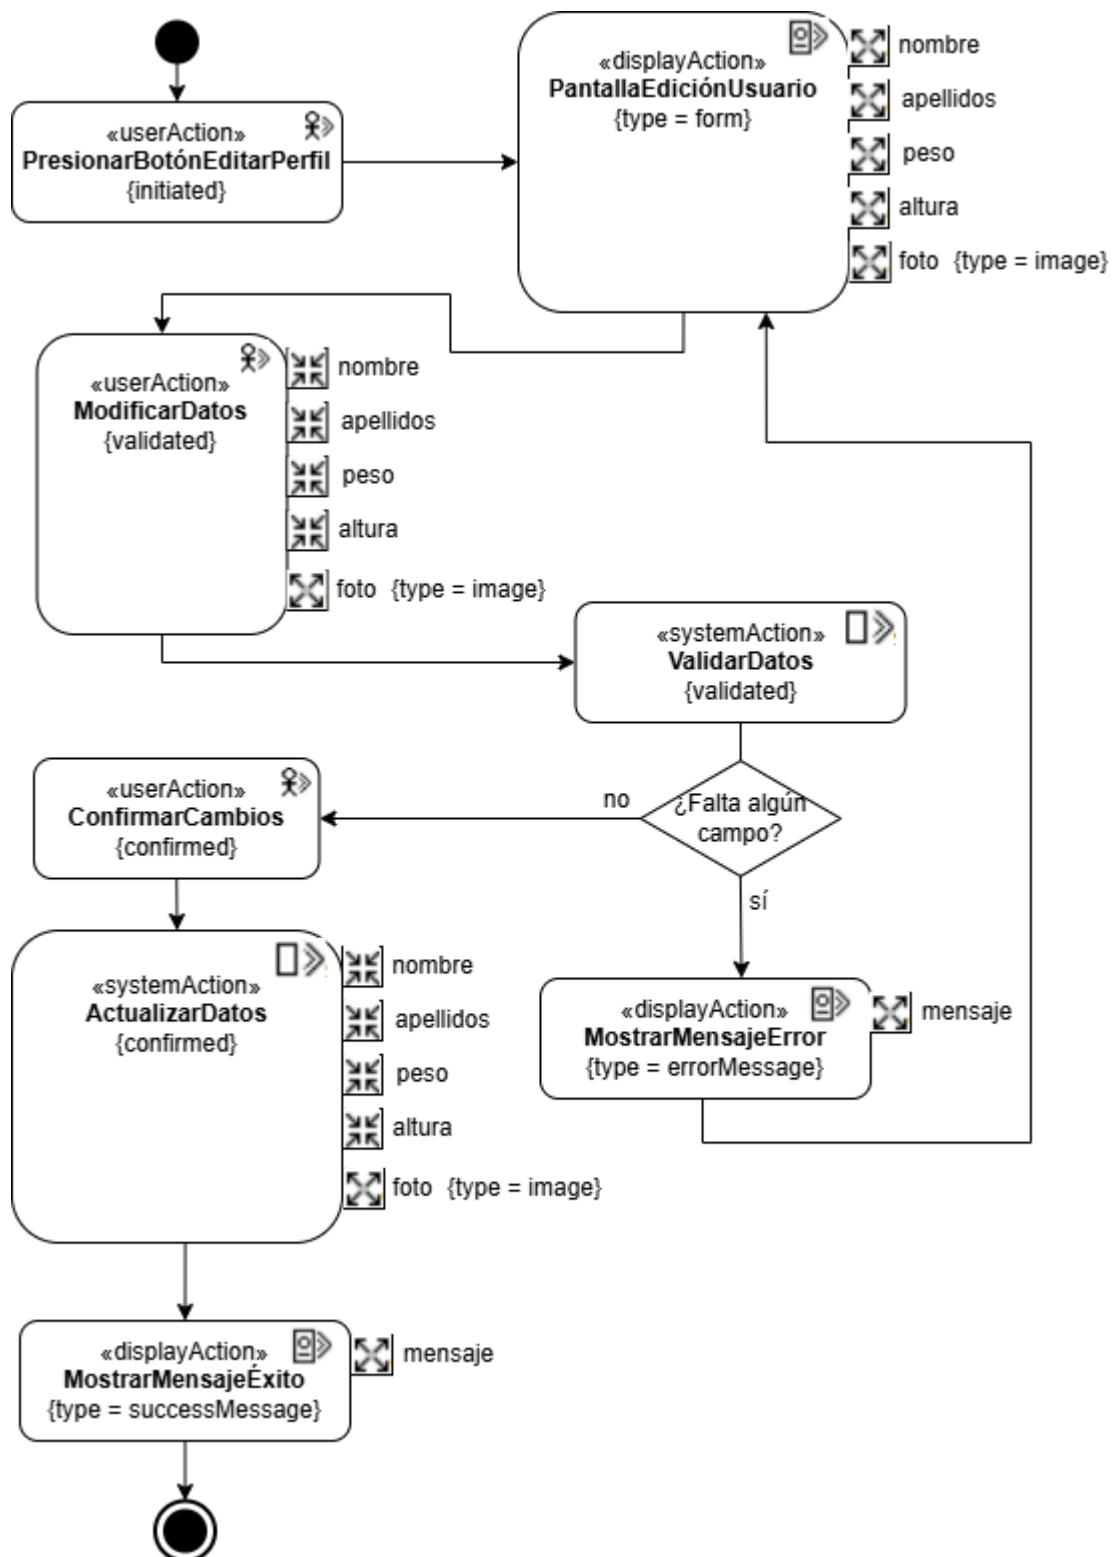 «displayAction»
PantallaEdiciónUsuario
{type = form}
nombre
apellidos
peso
altura
foto {type = image}
«userAction»
PresionarBotónEditarPerfil
{initiated}
«userAction»
ModificarDatos
{validated}
nombre
apellidos
peso
altura
foto {type = image}
«systemAction»
ValidarDatos
{validated}
¿Falta algún
campo?
no
sí
«userAction»
ConfirmarCambios
{confirmed}
«systemAction»
ActualizarDatos
{confirmed}
nombre
apellidos
peso
altura
foto {type = image}
«displayAction»
MostrarMensajeError
{type = errorMessage}
mensaje
«displayAction»
MostrarMensajeÉxito
{type = successMessage}
mensaje